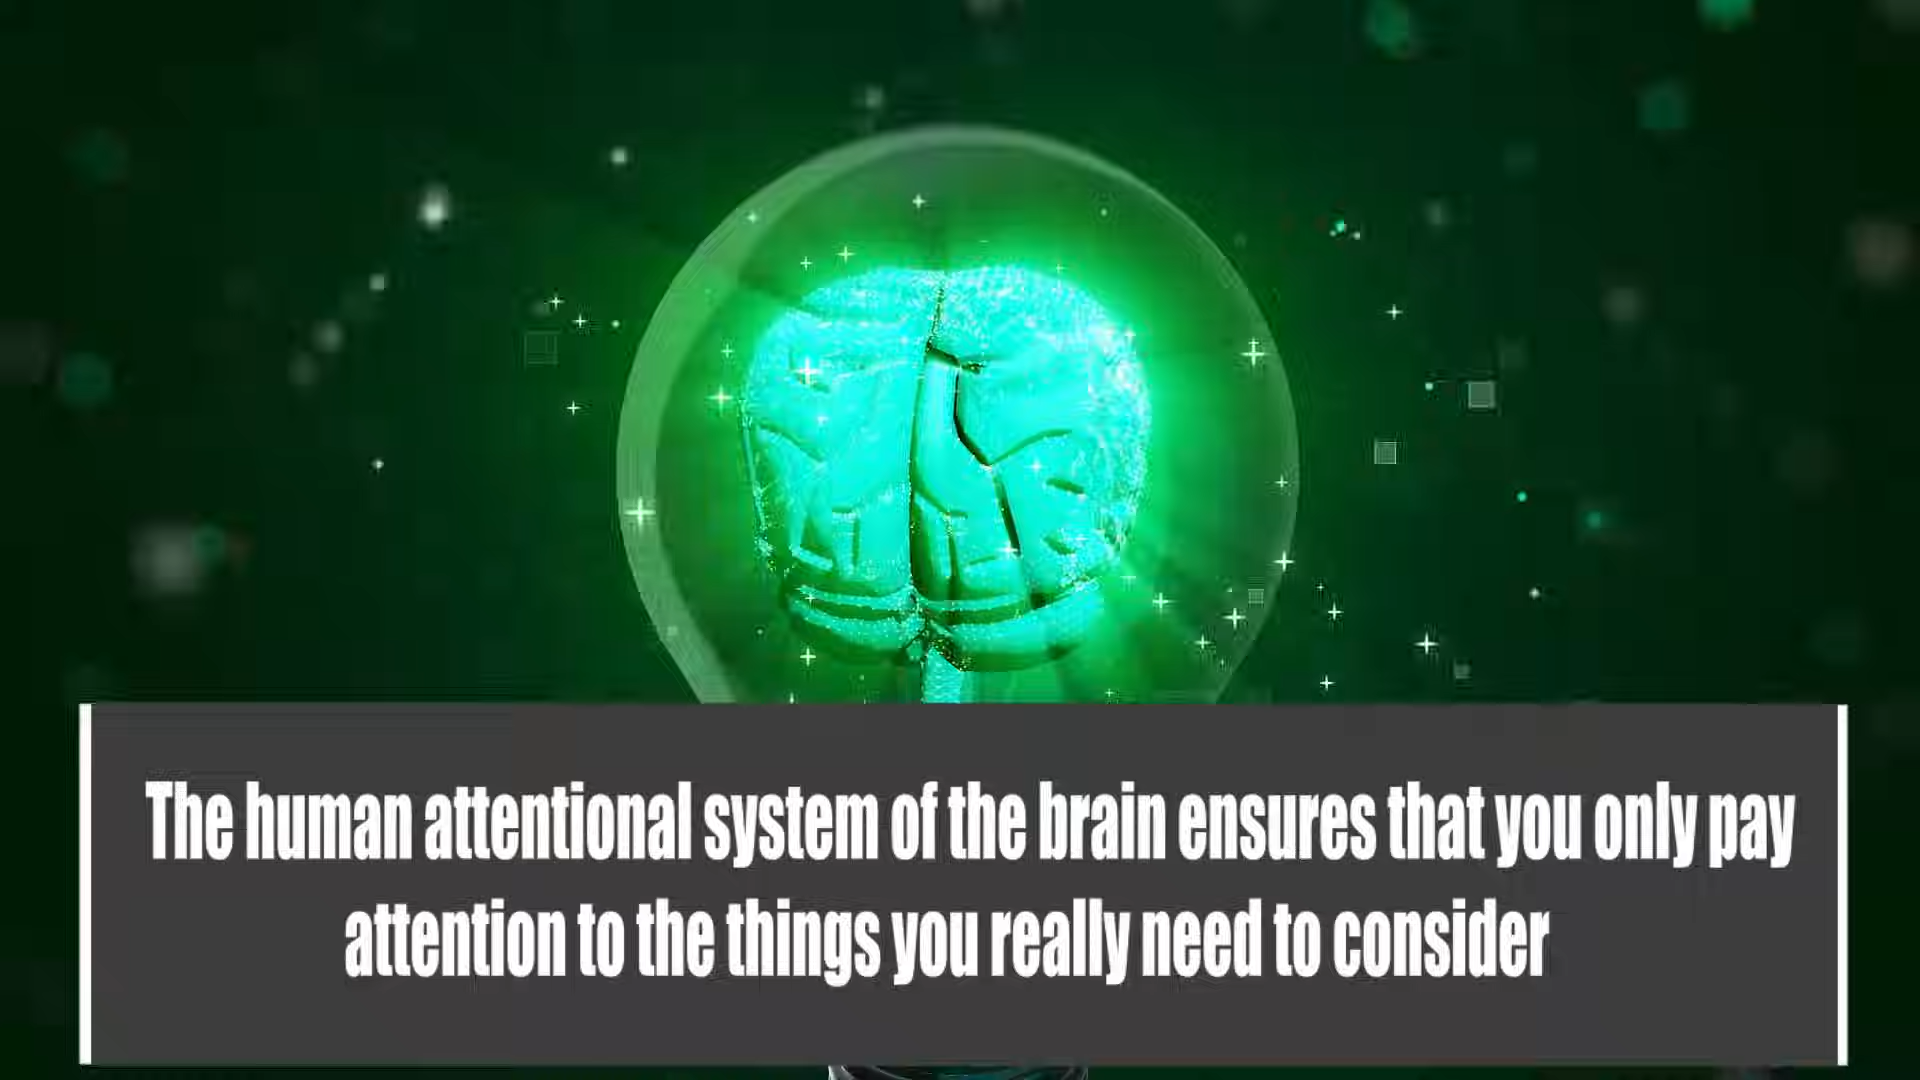 The human attentional system of the brain ensures that you only pay
attention to the things you really need to consider